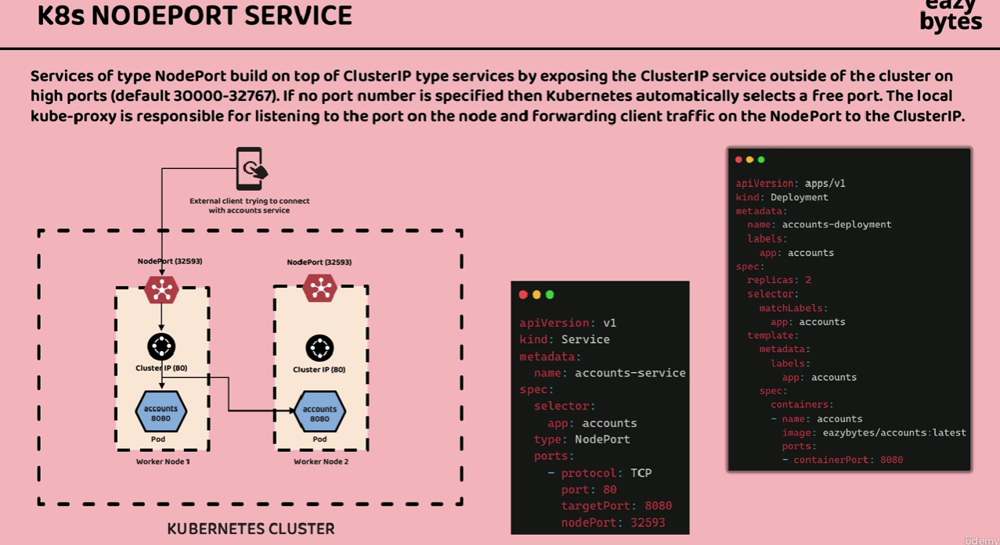 K8s NODEPORT SERVICE
eazy
bytes
Services of type NodePort build on top of ClusterIP type services by exposing the ClusterIP service outside of the cluster on
high ports (default 30000-32767). If no port number is specified then Kubernetes automatically selects a free port. The local
kube-proxy is responsible for listening to the port on the node and forwarding client traffic on the NodePort to the ClusterIP.
External client trying to connect
with accounts service
NodePort (32593)
NodePort (32593)
Cluster IP (80)
Cluster IP (80)
accounts
8080
accounts
8080
Pod
Pod
Worker Node 1
Worker Node 2
KUBERNETES CLUSTER
apiVersion: v1
kind: Service
metadata:
  name: accounts-service
spec:
  selector:
    app: accounts
  type: NodePort
  ports:
    - protocol: TCP
      port: 80
      targetPort: 8080
      nodePort: 32593
apiVersion: apps/v1
kind: Deployment
metadata:
  name: accounts-deployment
  labels:
    app: accounts
spec:
  replicas: 2
  selector:
    matchLabels:
      app: accounts
  template:
    metadata:
      labels:
        app: accounts
    spec:
      containers:
      - name: accounts
        image: eazybytes/accounts:latest
        ports:
        - containerPort: 8080
udemy